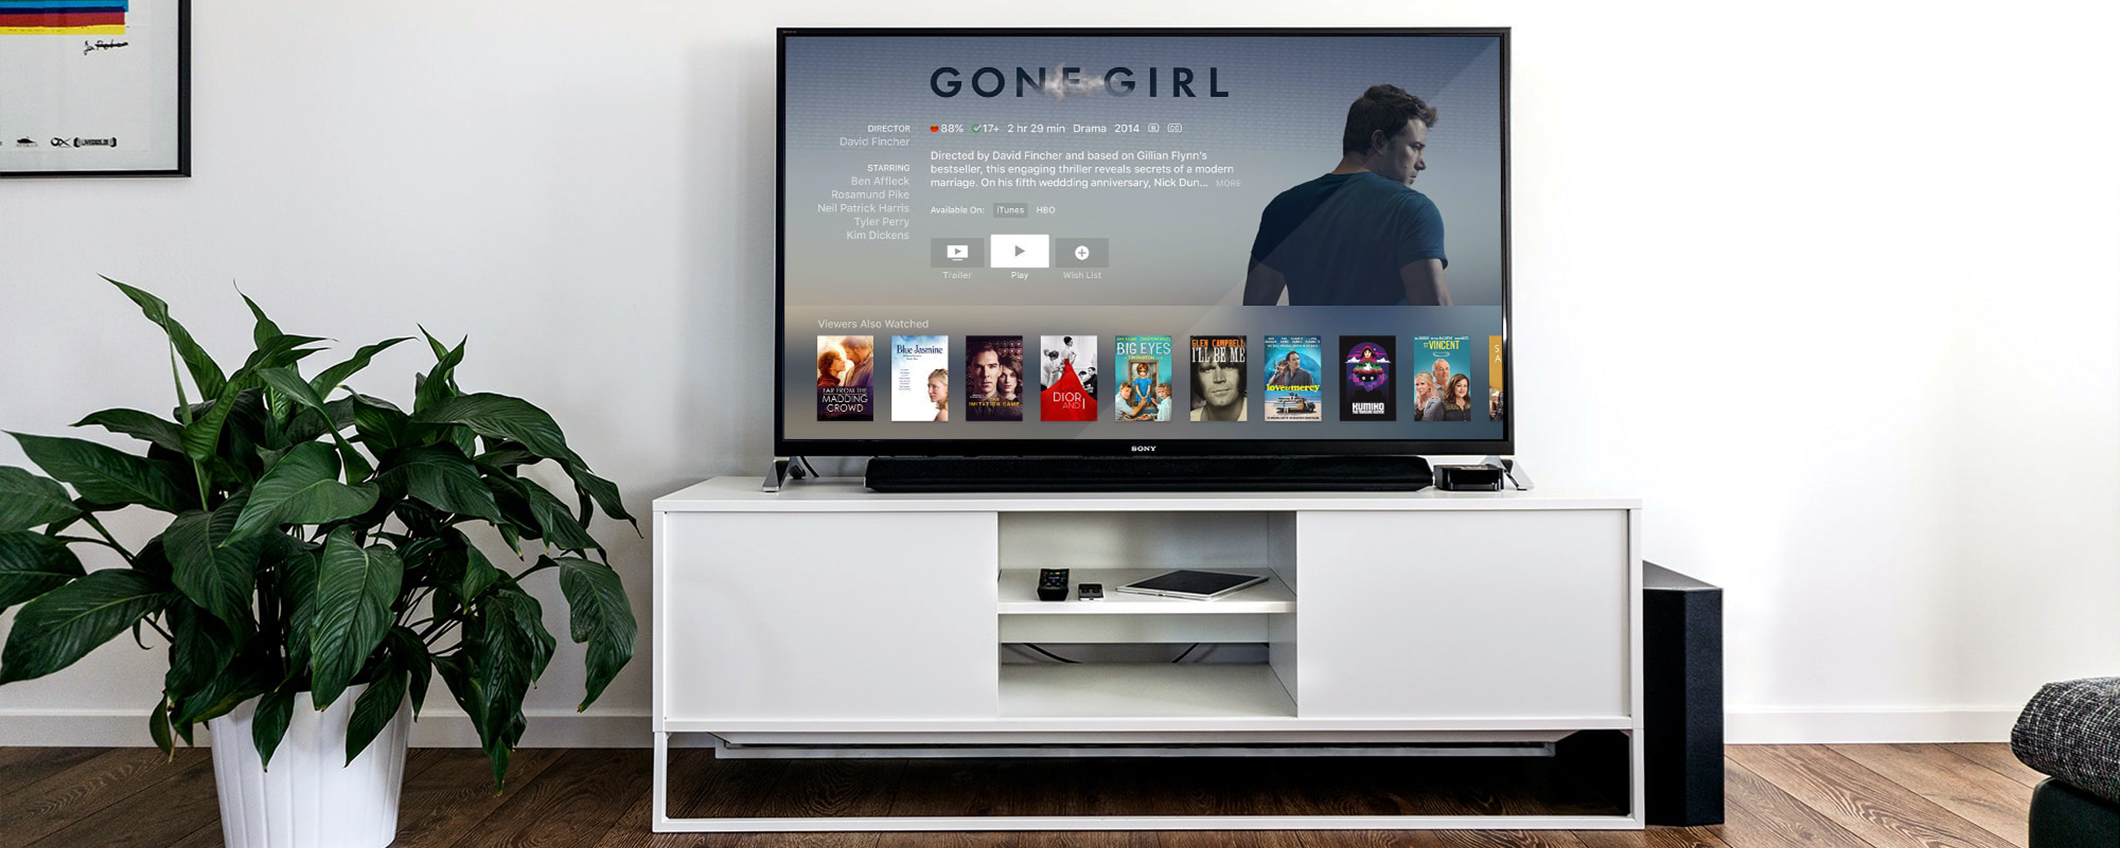 GONE GIRL
DIRECTOR
David Fincher
STARRING
Ben Affleck
Rosamund Pike
Neil Patrick Harris
Tyler Perry
Kim Dickens
88% 17+ 2 hr 29 min Drama 2014 R CC
Directed by David Fincher and based on Gillian Flynn's
bestseller, this engaging thriller reveals secrets of a modern
marriage. On his fifth weddding anniversary, Nick Dun... MORE
Available On: iTunes HBO
Trailer
Play
Wish List
Viewers Also Watched
FAR FROM THE
MADDING
CROWD
Blue Jasmine
IMITATION GAME
DIOR
AND I
BIG EYES
GLEN CAMPBELL
I'LL BE ME
love&mercy
KUMIKO
ST. VINCENT
SONY